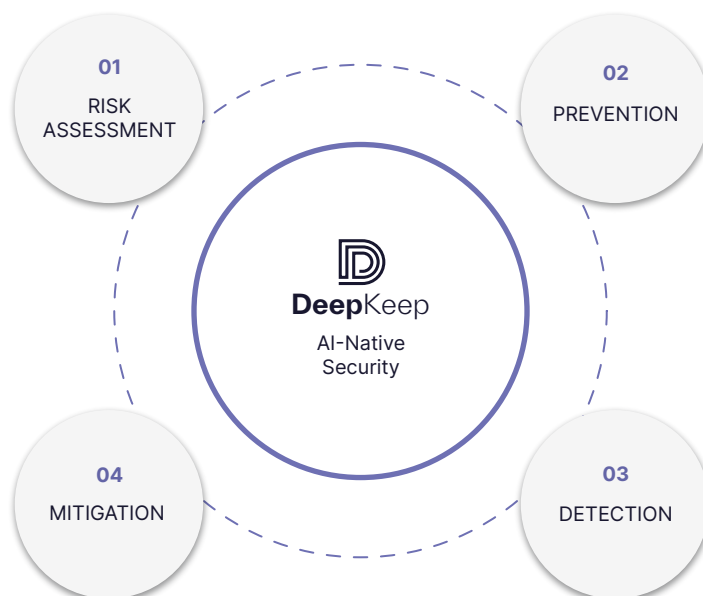 01
RISK
ASSESSMENT
02
PREVENTION
DeepKeep
AI-Native
Security
04
MITIGATION
03
DETECTION